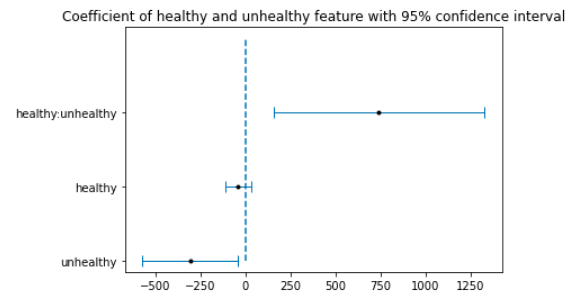 Coefficient of healthy and unhealthy feature with 95% confidence interval
healthy:unhealthy
healthy
unhealthy
−500 −250 0 250 500 750 1000 1250